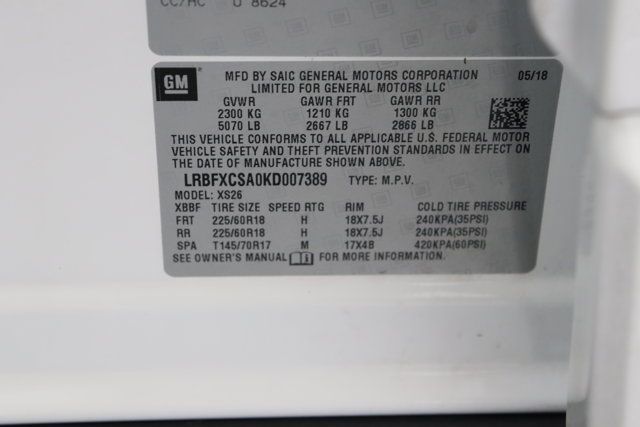 CC/HC U 8624
GM
MFD BY SAIC GENERAL MOTORS CORPORATION 05/18
LIMITED FOR GENERAL MOTORS LLC
GVWR GAWR FRT GAWR RR
2300 KG 1210 KG 1300 KG
5070 LB 2667 LB 2866 LB
THIS VEHICLE CONFORMS TO ALL APPLICABLE U.S. FEDERAL MOTOR
VEHICLE SAFETY AND THEFT PREVENTION STANDARDS IN EFFECT ON THE
DATE OF MANUFACTURE SHOWN ABOVE.
LRBFXCSA0KD007389 TYPE: M.P.V.
MODEL: XS26
XBBF TIRE SIZE SPEED RTG RIM COLD TIRE PRESSURE
FRT 225/60R18 H 18X7.5J 240KPA(35PSI)
RR 225/60R18 H 18X7.5J 240KPA(35PSI)
SPA T145/70R17 M 17X4B 420KPA(60PSI)
SEE OWNER'S MANUAL FOR MORE INFORMATION.